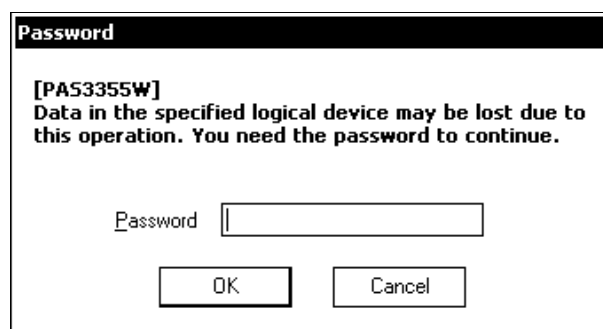 Password
[PAS3355W]
Data in the specified logical device may be lost due to
this operation. You need the password to continue.
Password
OK Cancel